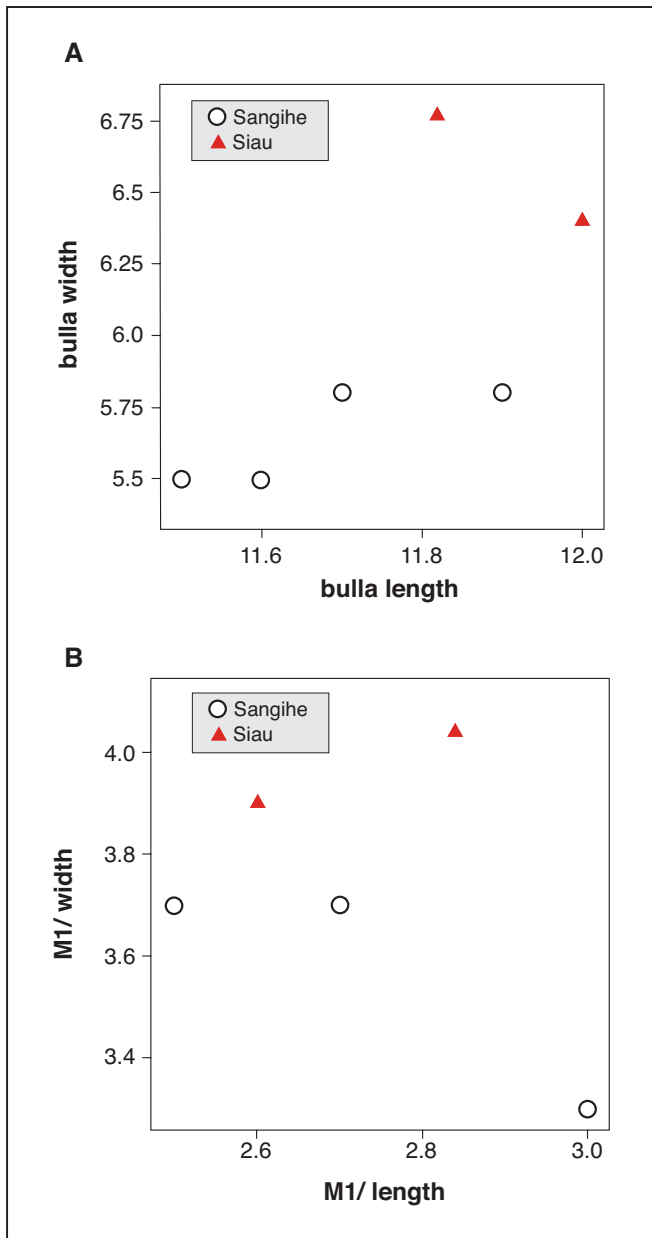 A
Sangihe
Siau
6.75
6.5
6.25
6.0
5.75
5.5
bulla width
11.6
11.8
12.0
bulla length
B
Sangihe
Siau
4.0
3.8
3.6
3.4
M1/ width
2.6
2.8
3.0
M1/ length